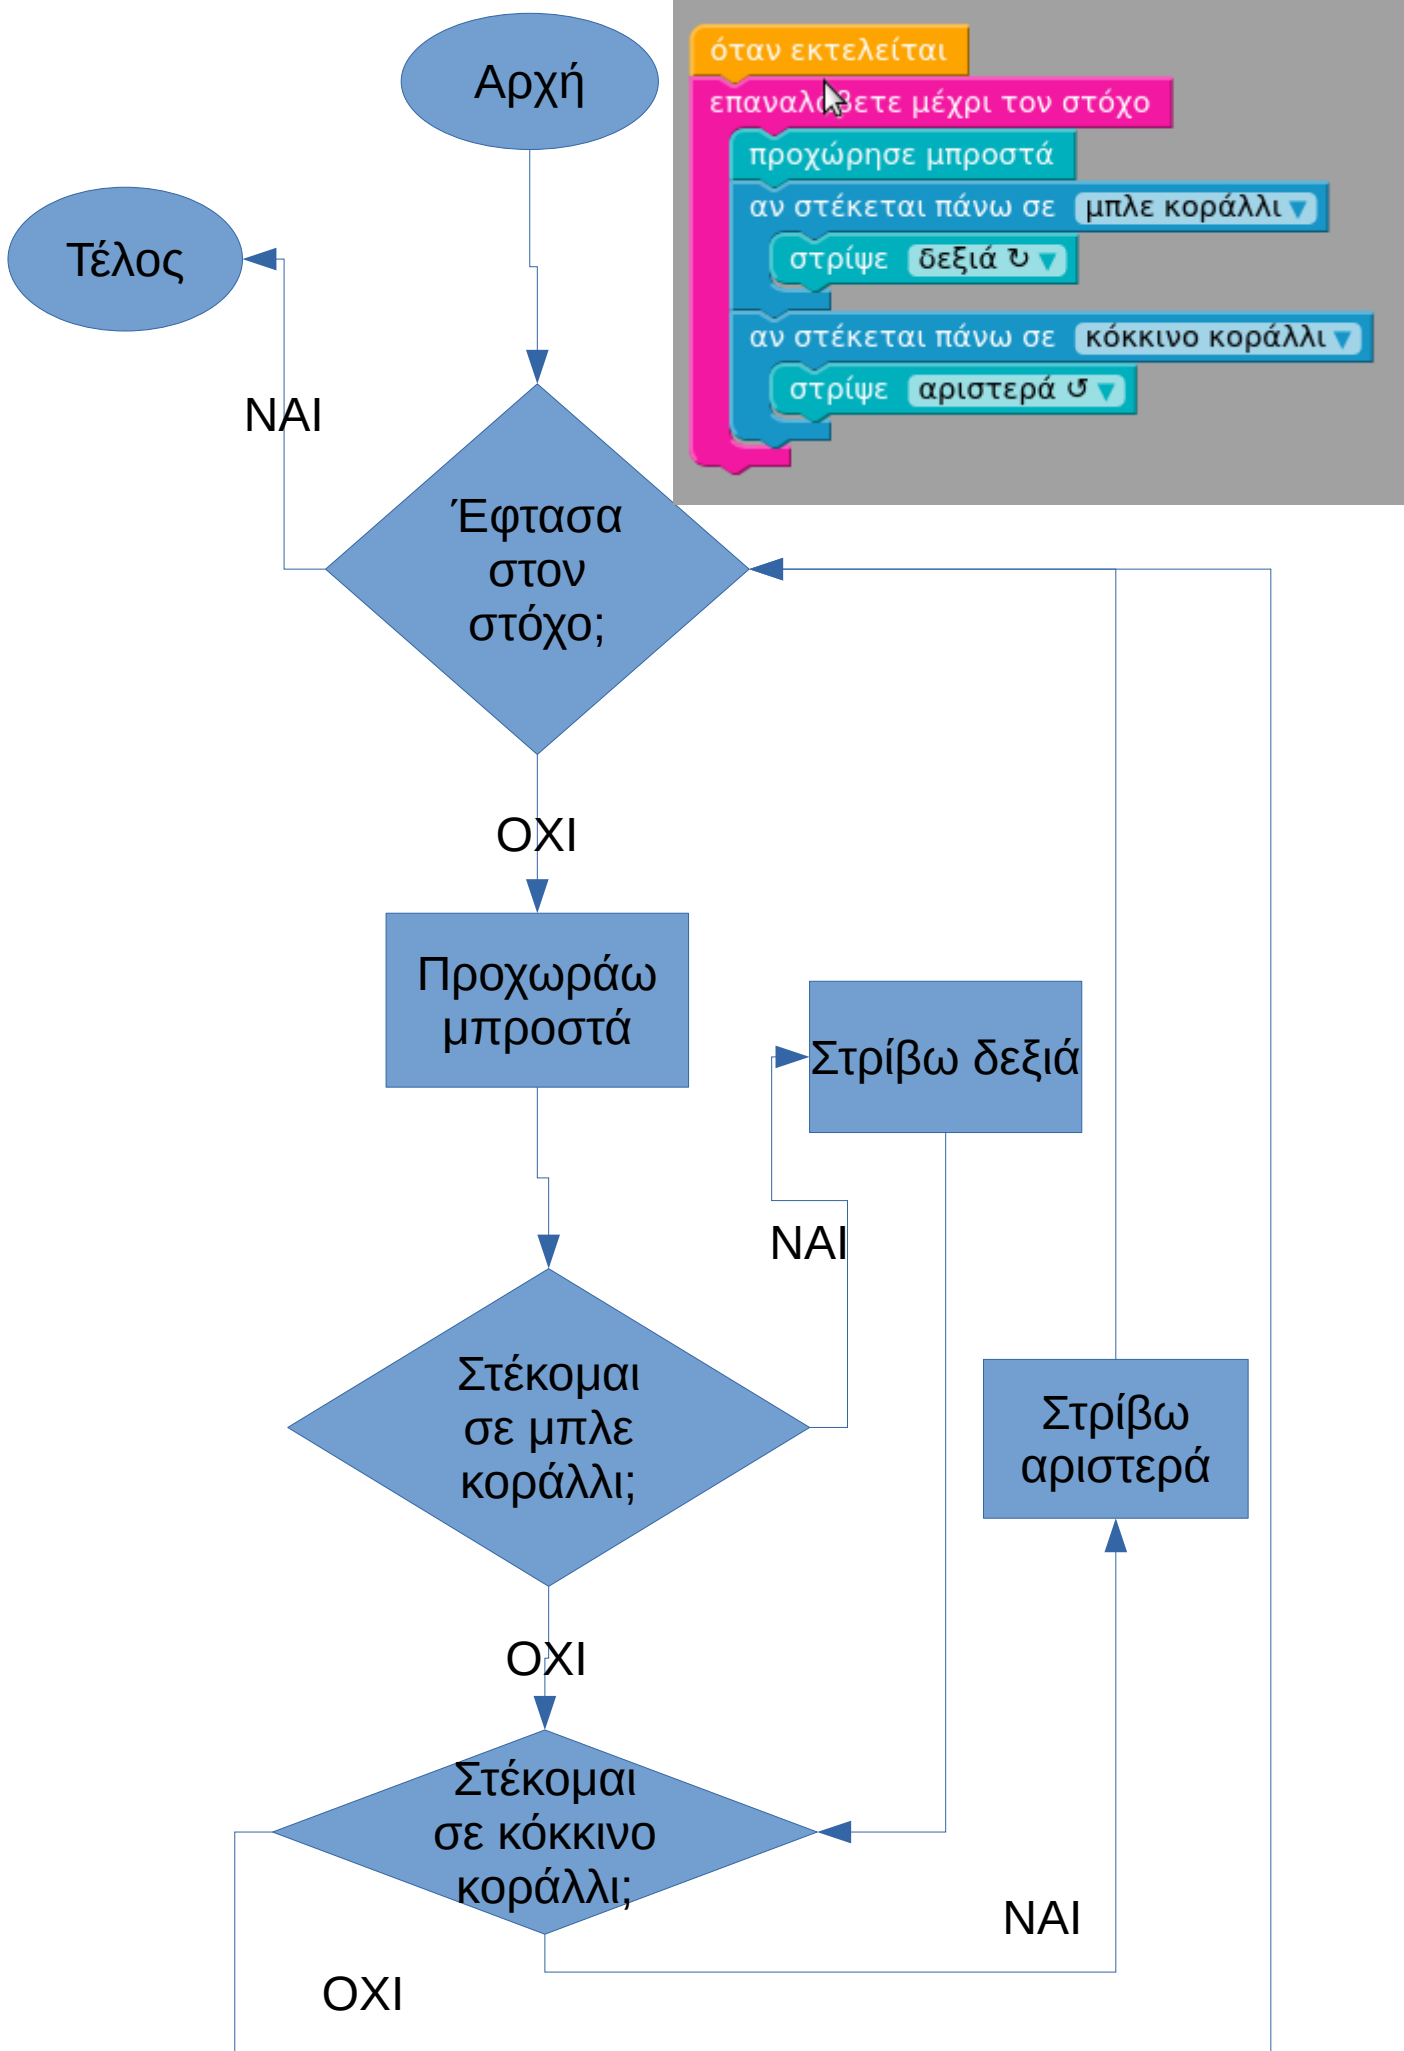 Αρχή
όταν εκτελείται
επαναλάβετε μέχρι τον στόχο
προχώρησε μπροστά
αν στέκεται πάνω σε μπλε κοράλλι ▼
στρίψε δεξιά ↻ ▼
αν στέκεται πάνω σε κόκκινο κοράλλι ▼
στρίψε αριστερά ↺ ▼
Τέλος
ΝΑΙ
Έφτασα
στον
στόχο;
ΟΧΙ
Προχωράω
μπροστά
Στρίβω δεξιά
ΝΑΙ
Στέκομαι
σε μπλε
κοράλλι;
Στρίβω
αριστερά
ΟΧΙ
Στέκομαι
σε κόκκινο
κοράλλι;
ΝΑΙ
ΟΧΙ